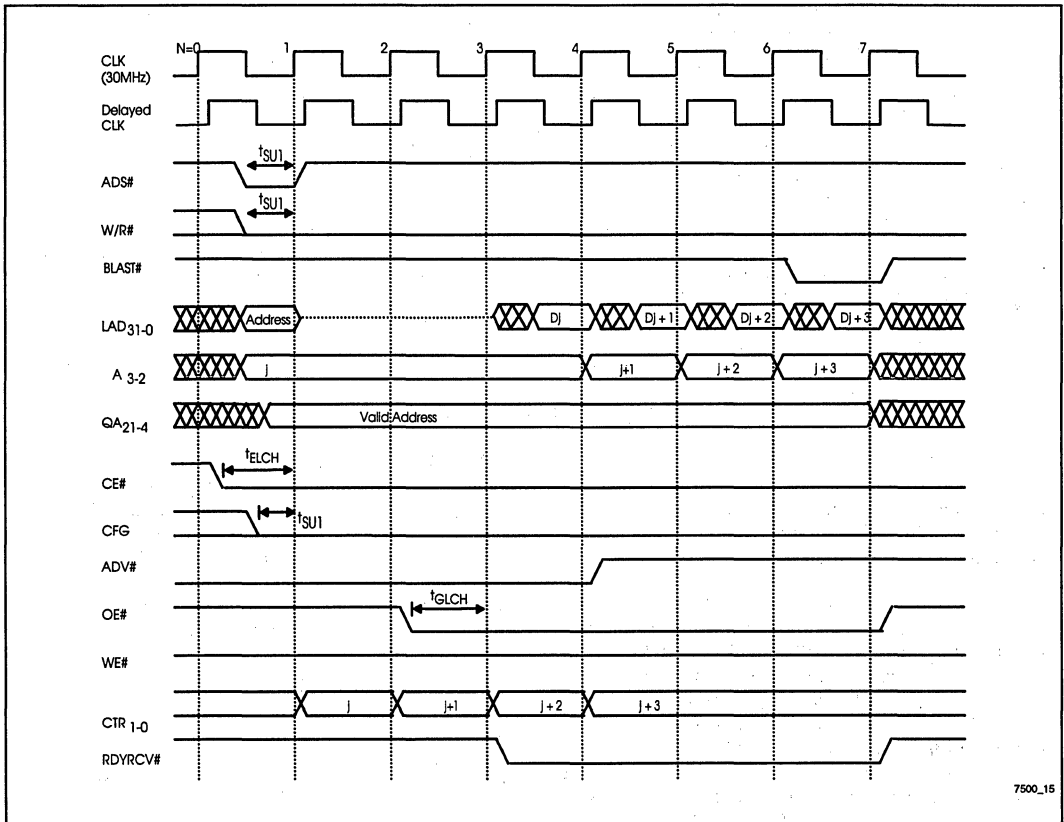 N=0 1 2 3 4 5 6 7
CLK
(30MHz)
Delayed
CLK
tSU1
ADS#
tSU1
W/R#
BLAST#
LAD31-0 Address Dj Dj + 1 Dj + 2 Dj + 3
A 3-2 j j+1 j + 2 j + 3
QA21-4 Valid Address
tELCH
CE#
CFG tSU1
ADV#
tGLCH
OE#
WE#
CTR 1-0 j j+1 j + 2 j + 3
RDYRCV#
7500_15